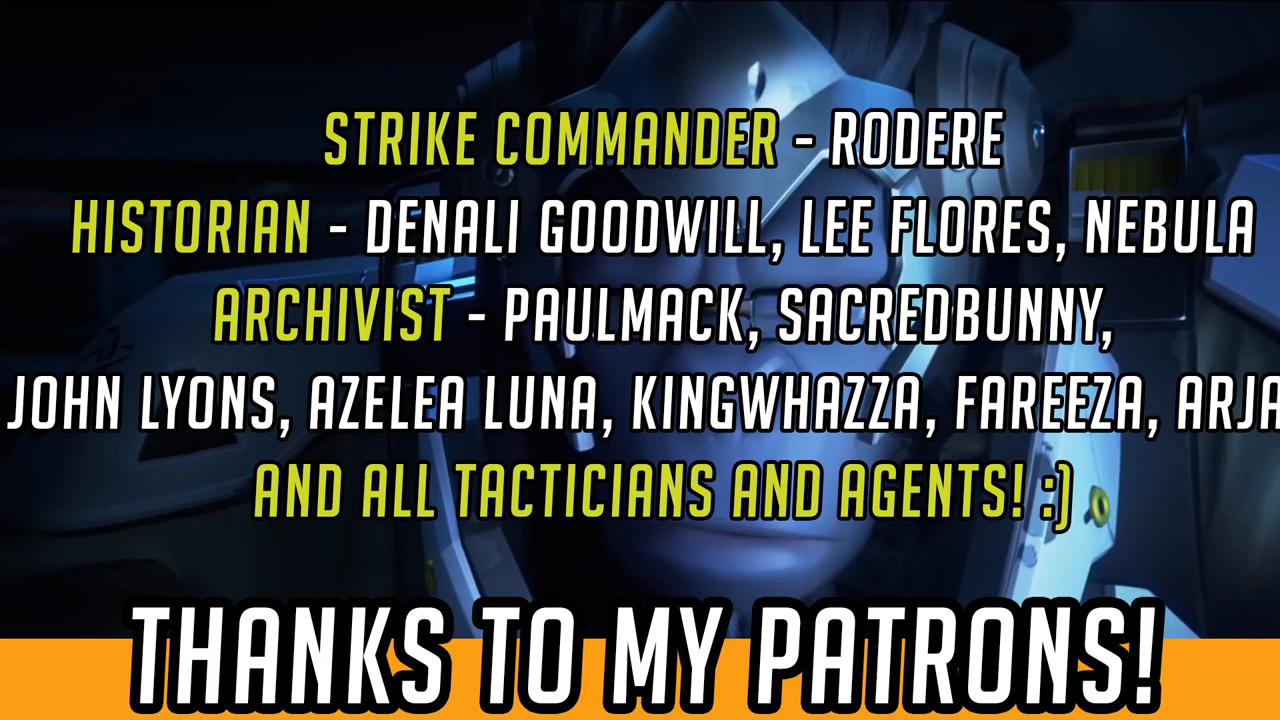 STRIKE COMMANDER - RODERE
HISTORIAN - DENALI GOODWILL, LEE FLORES, NEBULA
ARCHIVIST - PAULMACK, SACREDBUNNY,
JOHN LYONS, AZELEA LUNA, KINGWHAZZA, FAREEZA, ARJA
AND ALL TACTICIANS AND AGENTS! :)
THANKS TO MY PATRONS!